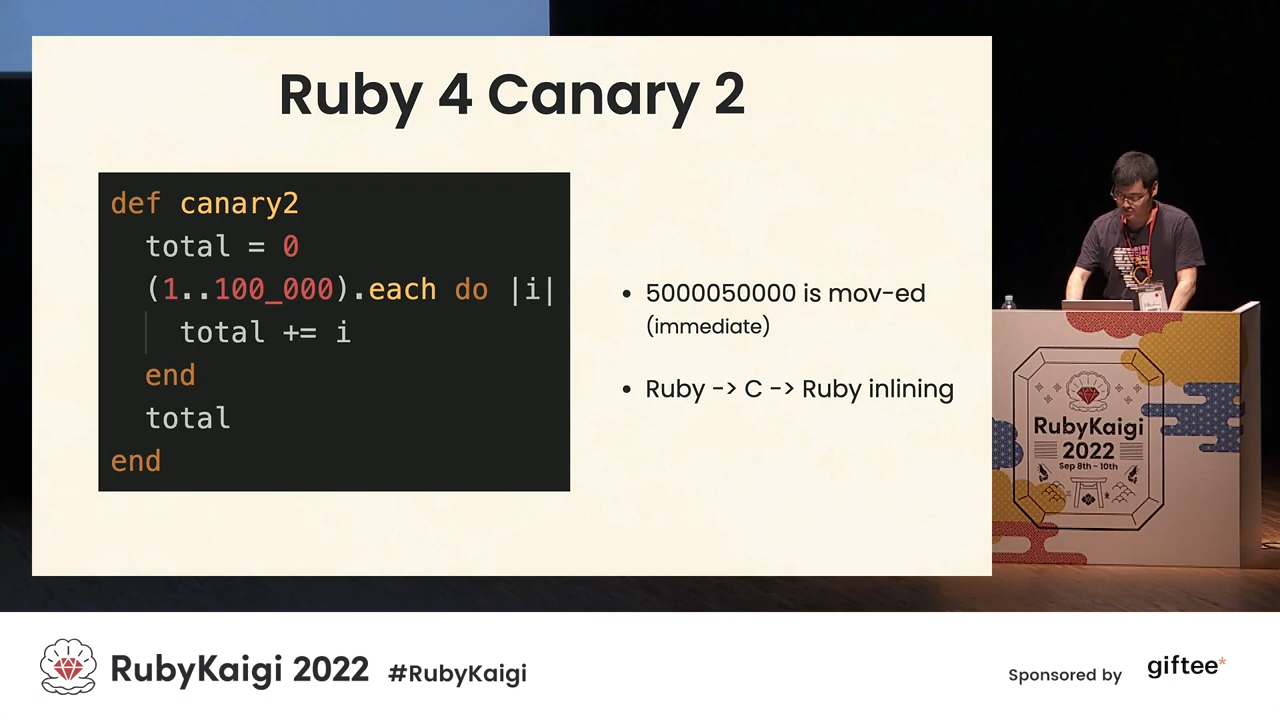 Ruby 4 Canary 2
def canary2
total = 0
(1..100_000).each do |i|
total += i
end
total
end
• 5000050000 is mov-ed
(immediate)
• Ruby -> C -> Ruby inlining
RubyKaigi
2022
Sep 8th - 10th
RubyKaigi 2022 #RubyKaigi
Sponsored by giftee*